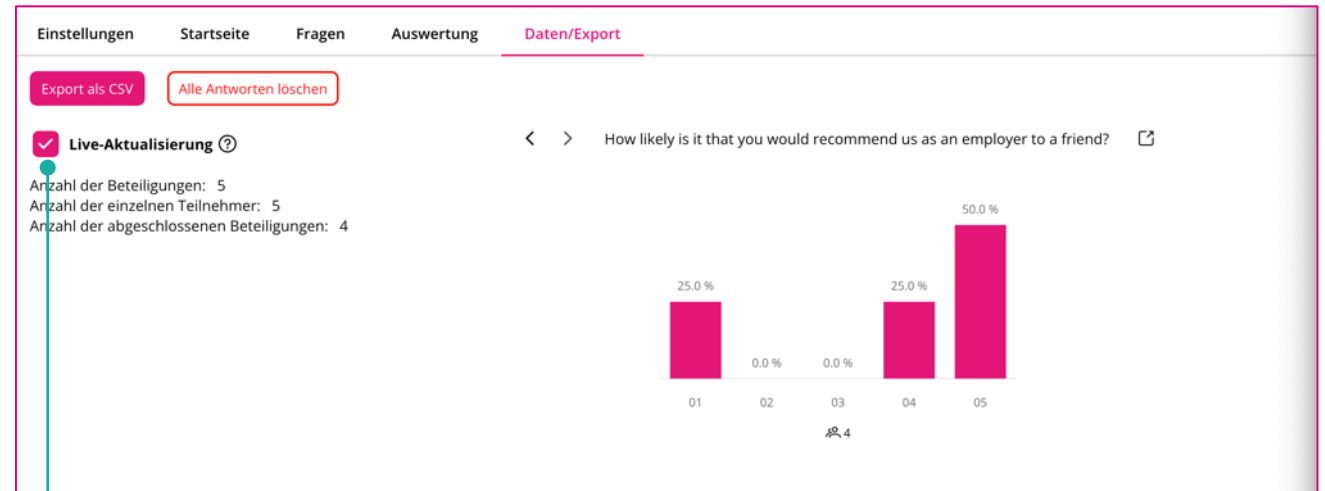 Einstellungen Startseite Fragen Auswertung Daten/Export
Export als CSV Alle Antworten löschen
Live-Aktualisierung ?
How likely is it that you would recommend us as an employer to a friend?
Anzahl der Beteiligungen: 5
Anzahl der einzelnen Teilnehmer: 5
Anzahl der abgeschlossenen Beteiligungen: 4
50.0 %
25.0 % 25.0 %
0.0 % 0.0 %
01 02 03 04 05
4